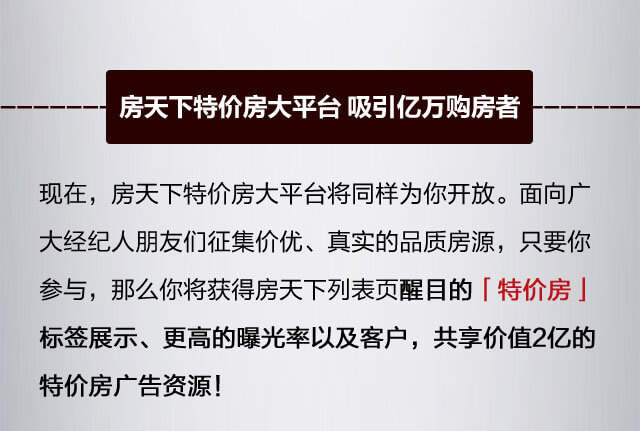 房天下特价房大平台 吸引亿万购房者
现在，房天下特价房大平台将同样为你开放。面向广
大经纪人朋友们征集价优、真实的品质房源，只要你
参与，那么你将获得房天下列表页醒目的「特价房」
标签展示、更高的曝光率以及客户，共享价值2亿的
特价房广告资源！